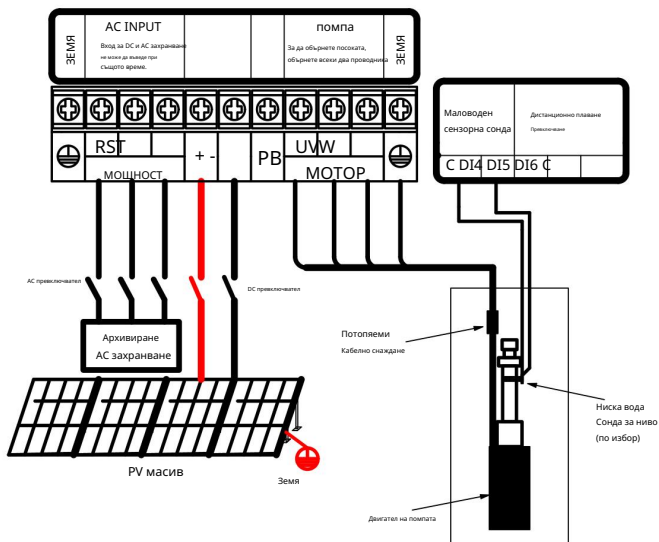 ЗЕМЯ
AC INPUT
Вход за DC и AC захранване
не може да въведе при
същото време.
помпа
За да обърнете посоката,
обърнете всеки два проводника
ЗЕМЯ
RST
МОЩНОСТ
+ -
PB
UVW
МОТОР
Маловоден
сензорна сонда
Дистанционно плаване
Превключване
C DI4 DI5 DI6 C
AC превключвател
DC превключвател
Архивиране
AC захранване
PV масив
Земя
Потопяеми
Кабелно снаждане
Ниска вода
Сонда за ниво
(по избор)
Двигател на помпата